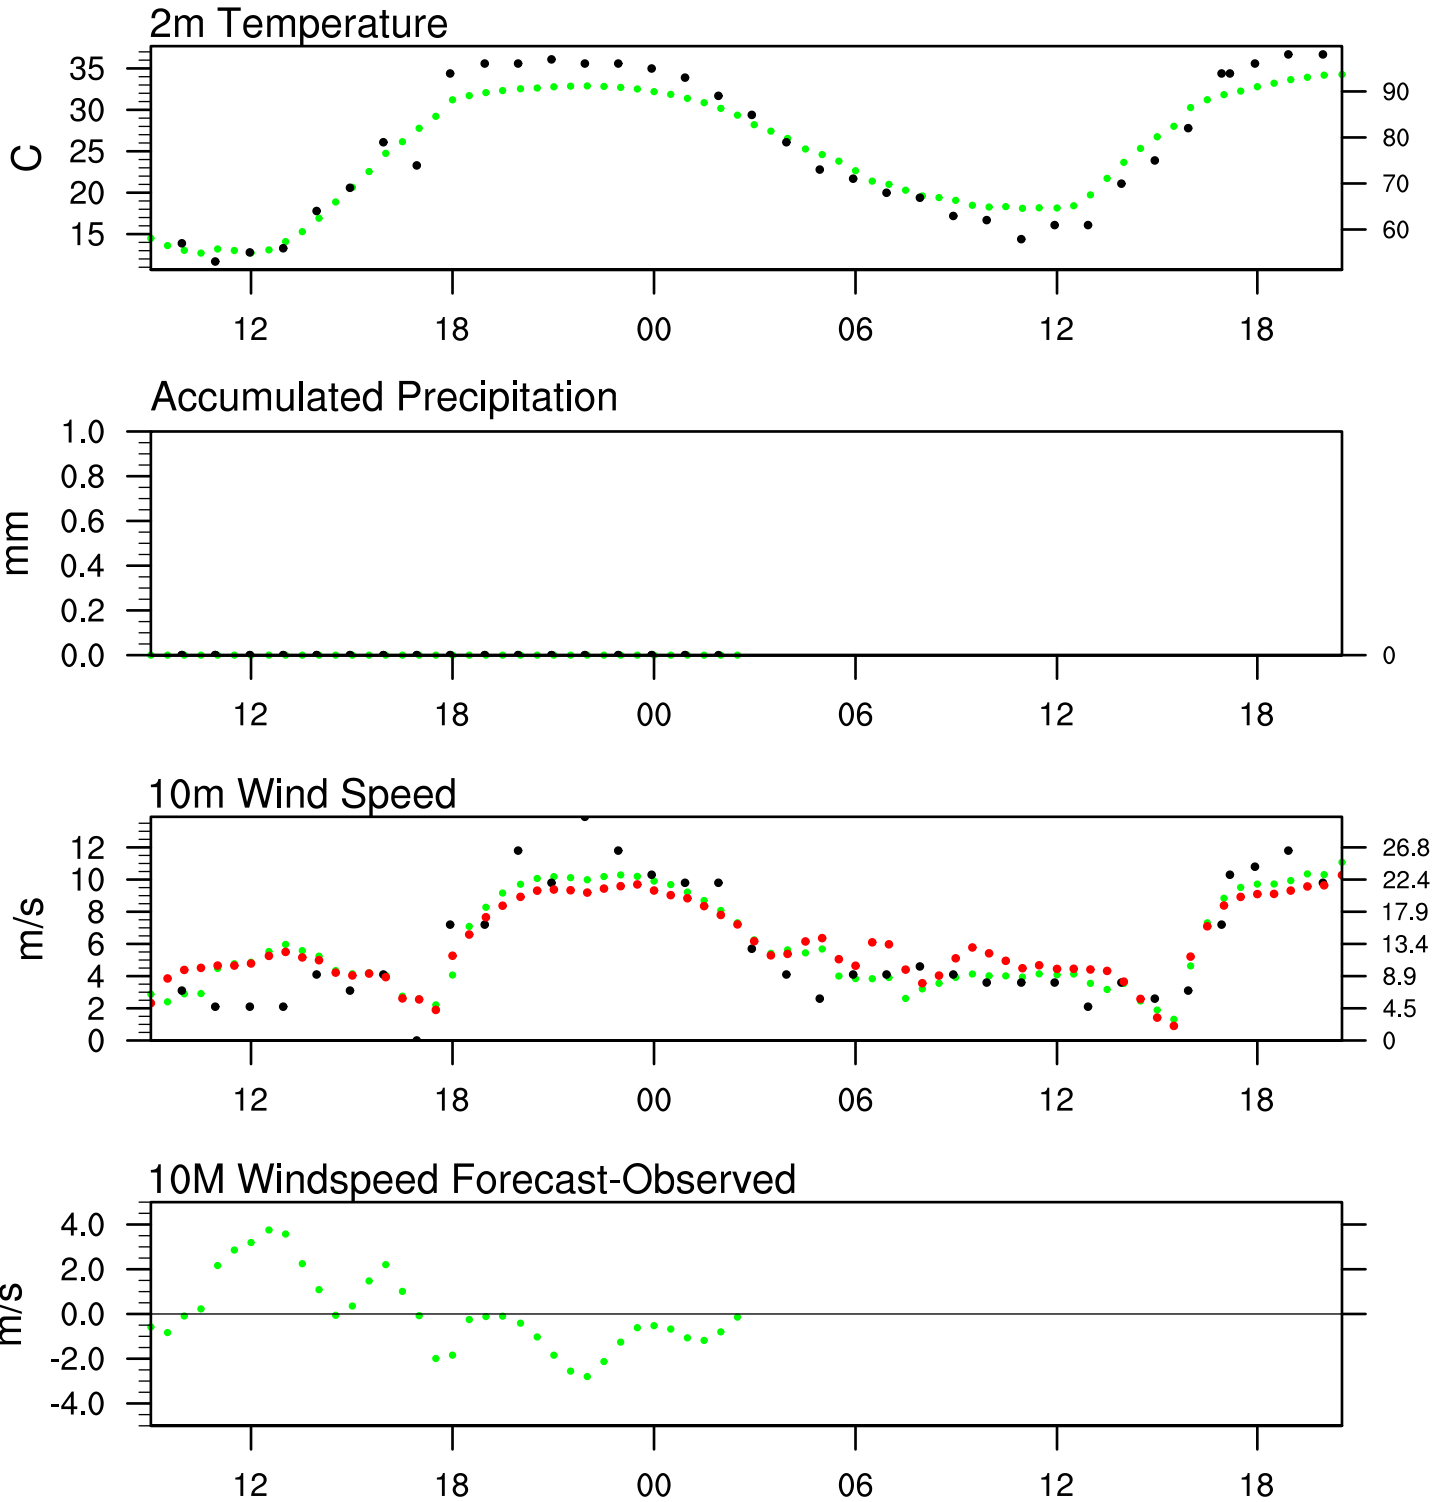 2m Temperature
C
35
30
25
20
15
90
80
70
60
12 18 00 06 12 18
Accumulated Precipitation
mm
1.0
0.8
0.6
0.4
0.2
0.0
0
12 18 00 06 12 18
10m Wind Speed
m/s
12
10
8
6
4
2
0
26.8
22.4
17.9
13.4
8.9
4.5
0
12 18 00 06 12 18
10M Windspeed Forecast-Observed
m/s
4.0
2.0
0.0
-2.0
-4.0
12 18 00 06 12 18